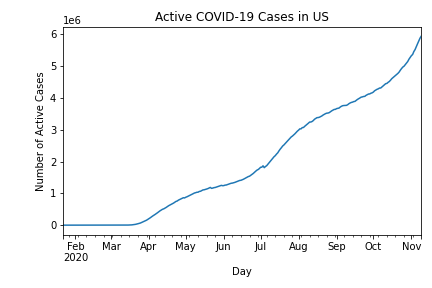 Active COVID-19 Cases in US
1e6
6
5
4
3
2
1
0
Number of Active Cases
Feb Mar Apr May Jun Jul Aug Sep Oct Nov
2020
Day